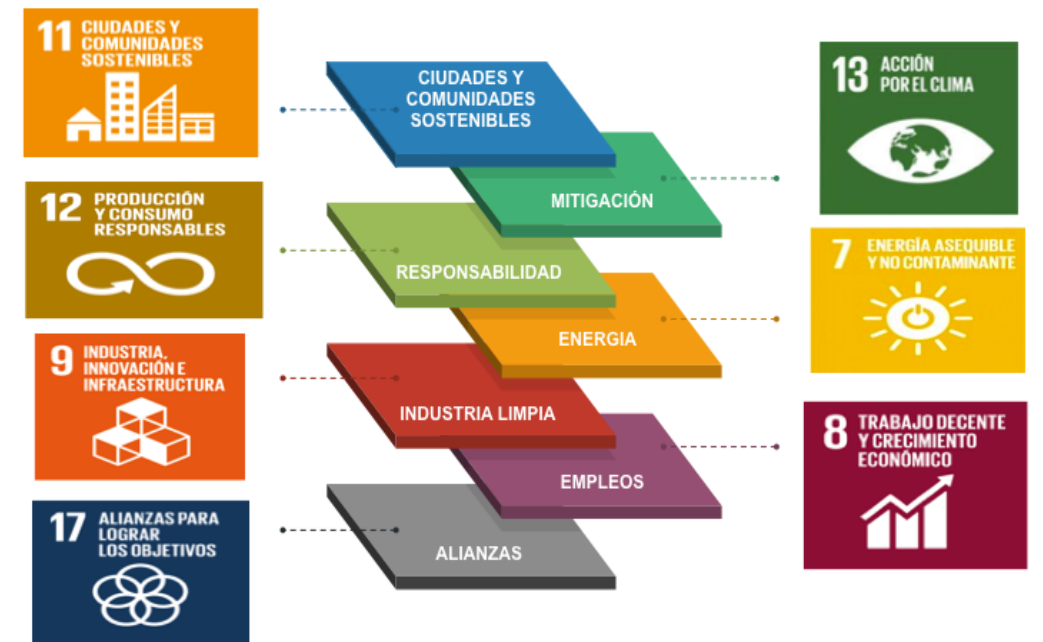 11 CIUDADES Y
COMUNIDADES
SOSTENIBLES
CIUDADES Y
COMUNIDADES
SOSTENIBLES
13 ACCIÓN
POR EL CLIMA
MITIGACIÓN
12 PRODUCCIÓN
Y CONSUMO
RESPONSABLES
RESPONSABILIDAD
7 ENERGÍA ASEQUIBLE
Y NO CONTAMINANTE
ENERGIA
9 INDUSTRIA,
INNOVACIÓN E
INFRAESTRUCTURA
INDUSTRIA LIMPIA
8 TRABAJO DECENTE
Y CRECIMIENTO
ECONÓMICO
EMPLEOS
17 ALIANZAS PARA
LOGRAR
LOS OBJETIVOS
ALIANZAS